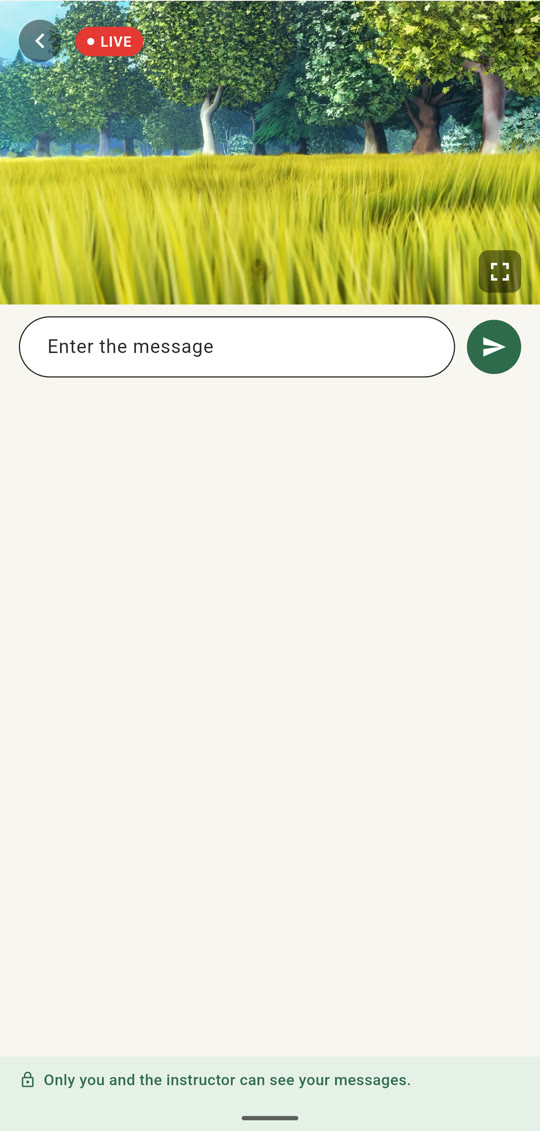 LIVE
Enter the message
Only you and the instructor can see your messages.